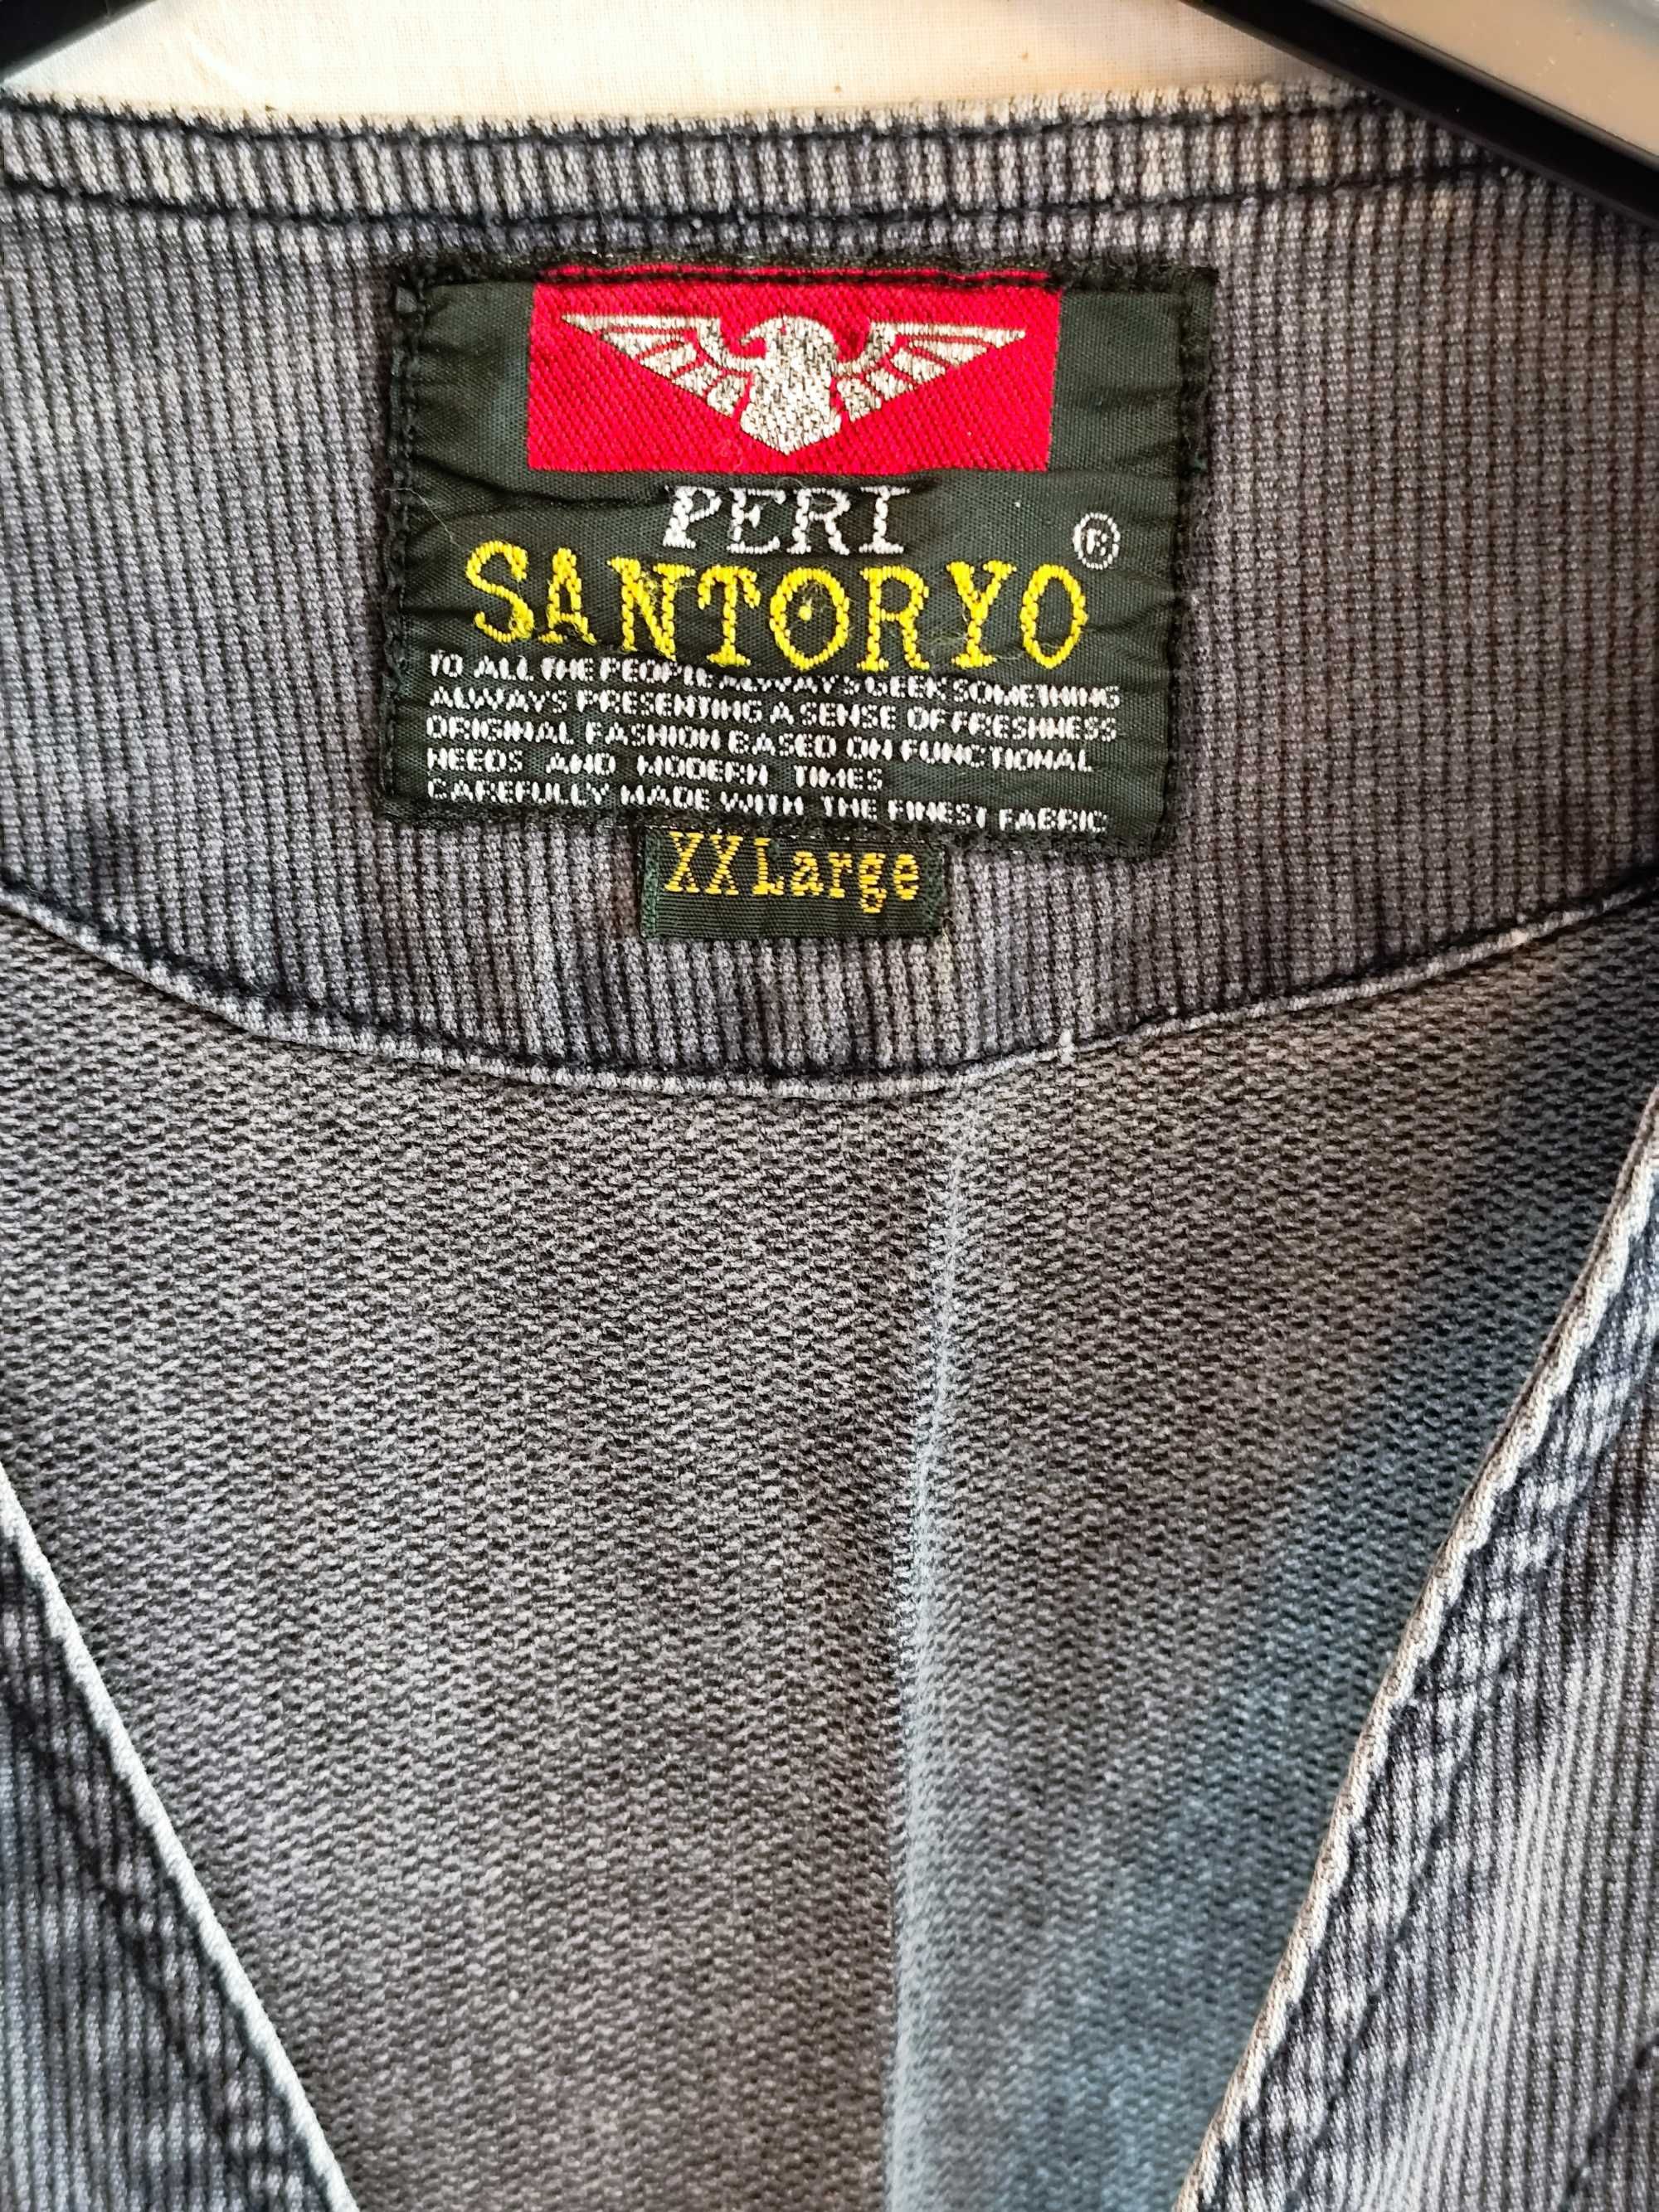 PERI
SANTORYO ®
TO ALL THE PEOPLE ALWAYS GEEK SOMETHING
ALWAYS PRESENTING A SENSE OF FRESHNESS
ORIGINAL FASHION BASED ON FUNCTIONAL
NEEDS AND MODERN TIMES
CAREFULLY MADE WITH THE FINEST FABRIC
XXLarge